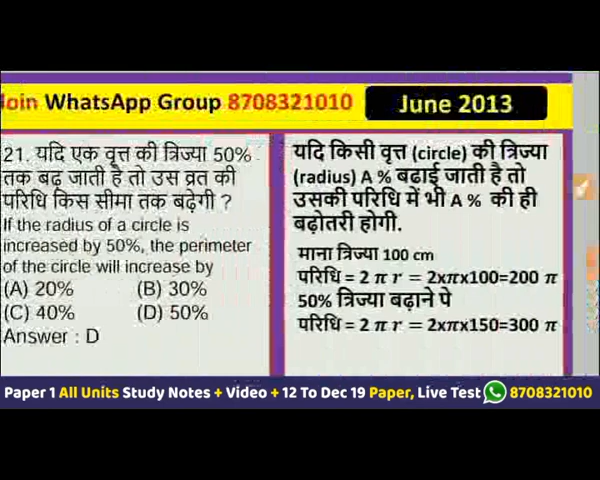 Join WhatsApp Group 8708321010
June 2013
21. यदि एक वृत्त की त्रिज्या 50%
तक बढ़ जाती है तो उस व्रत की
परिधि किस सीमा तक बढ़ेगी ?
If the radius of a circle is
increased by 50%, the perimeter
of the circle will increase by
(A) 20% (B) 30%
(C) 40% (D) 50%
Answer : D
यदि किसी वृत्त (circle) की त्रिज्या
(radius) A % बढाई जाती है तो
उसकी परिधि में भी A % की ही
बढ़ोतरी होगी.
माना त्रिज्या 100 cm
परिधि = 2 π r = 2xπx100=200 π
50% त्रिज्या बढ़ाने पे
परिधि = 2 π r = 2xπx150=300 π
Paper 1 All Units Study Notes + Video + 12 To Dec 19 Paper, Live Test 8708321010